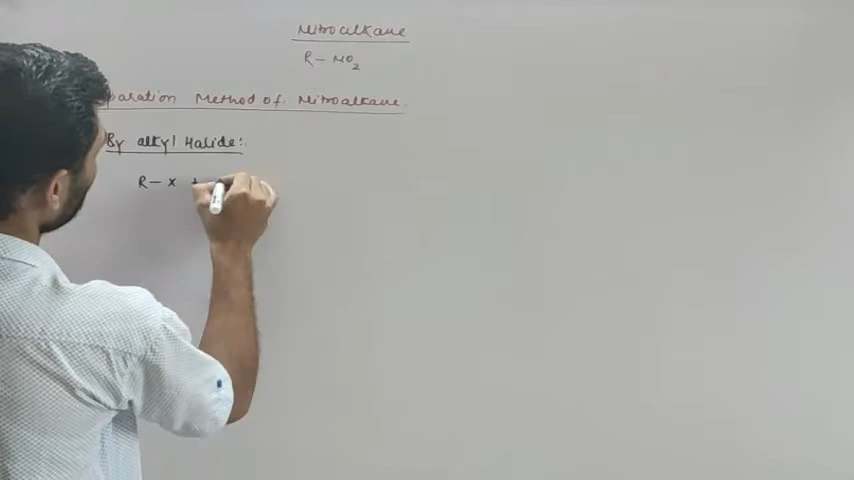 Nitroalkane
R-NO2
paration Method of. Nitroalkane.
By alkyl Halide:
R-X +